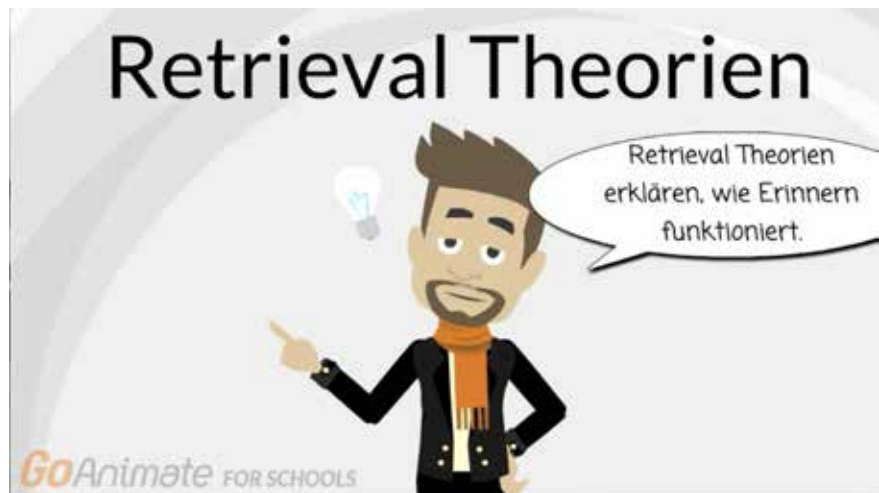 Retrieval Theorien
Retrieval Theorien
erklären, wie Erinnern
funktioniert.
GoAnimate FOR SCHOOLS